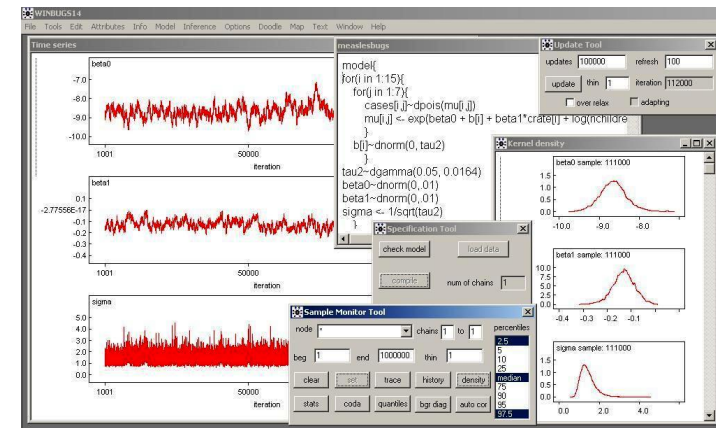 WINBUGS14
File Tools Edit Attributes Info Model Inference Options Doodle Map Text Window Help
Time series
beta0
-7.0
-8.0
-9.0
-10.0
1001 50000
iteration
beta1
0.1
-2.77556E-17
-0.1
-0.2
-0.3
-0.4
1001 50000
iteration
sigma
5.0
4.0
3.0
2.0
1.0
0.0
1001 50000
iteration
measlesbugs
model{
for(i in 1:15){
for(j in 1:7){
cases[i,j]~dpois(mu[i,j])
mu[i,j] <- exp(beta0 + b[i] + beta1*crate[i] + log(nchildre
}
b[i]~dnorm(0, tau2)
}
tau2~dgamma(0.05, 0.0164)
beta0~dnorm(0,.01)
beta1~dnorm(0,.01)
sigma <- 1/sqrt(tau2)
}
Update Tool
updates 100000 refresh 100
update thin 1 iteration 112000
over relax adapting
Kernel density
beta0 sample: 111000
1.5
1.0
0.5
0.0
-10.0 -9.0 -8.0
beta1 sample: 111000
10.0
7.5
5.0
2.5
0.0
-0.4 -0.3 -0.2 -0.1
sigma sample: 111000
1.5
1.0
0.5
0.0
0.0 2.0 4.0
Specification Tool
check model load data
compile num of chains 1
Sample Monitor Tool
node * chains 1 to 1 percentiles
beg 1 end 1000000 thin 1
clear set trace history density
stats coda quantiles bgr diag auto cor
2.5
5
10
25
median
75
90
95
97.5